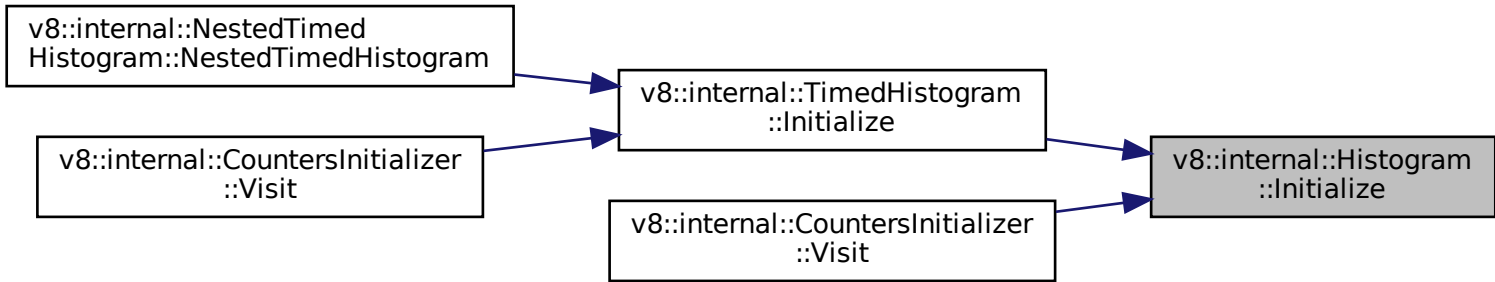 v8::internal::NestedTimed
Histogram::NestedTimedHistogram
v8::internal::TimedHistogram
::Initialize
v8::internal::CountersInitializer
::Visit
v8::internal::Histogram
::Initialize
v8::internal::CountersInitializer
::Visit